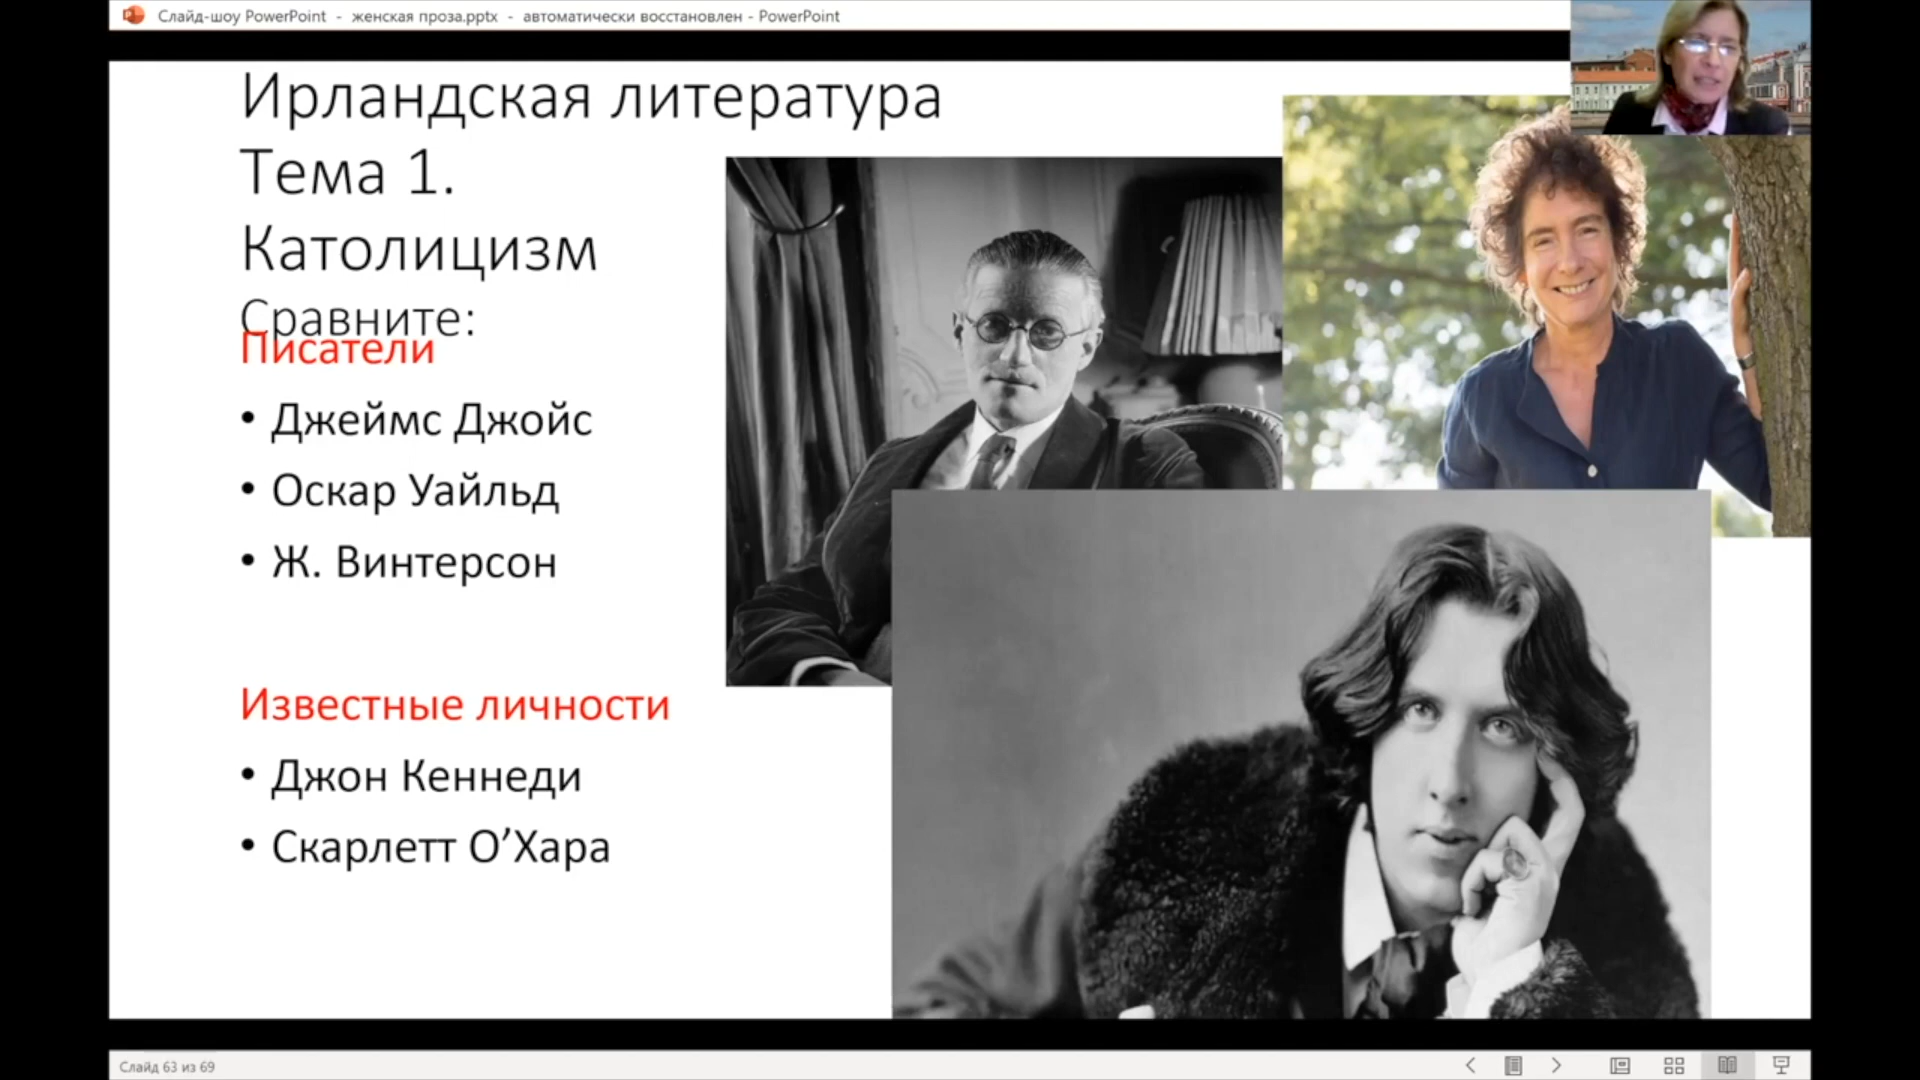 Слайд-шоу PowerPoint - женская проза.pptx - автоматически восстановлен - PowerPoint
Ирландская литература
Тема 1.
Католицизм
Сравните:
Писатели
• Джеймс Джойс
• Оскар Уайльд
• Ж. Винтерсон
Известные личности
• Джон Кеннеди
• Скарлетт О’Хара
Слайд 63 из 69